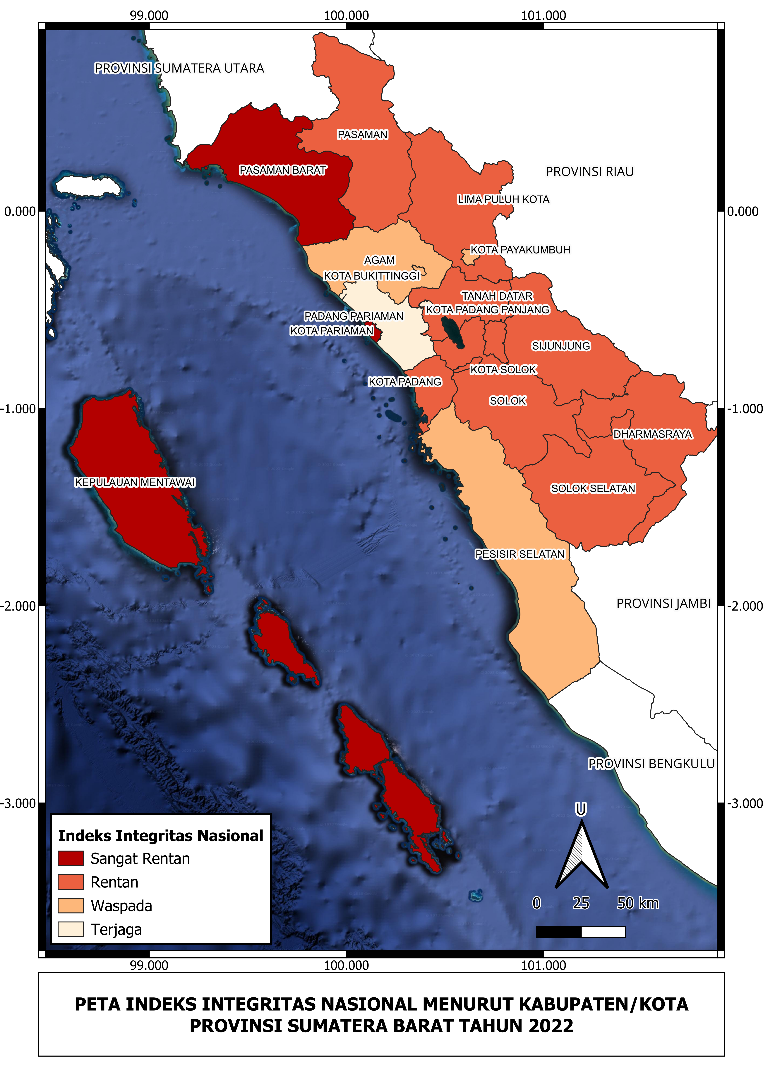 99.000
100.000
101.000
PROVINSI SUMATERA UTARA
PASAMAN
PASAMAN BARAT
PROVINSI RIAU
LIMA PULUH KOTA
0.000
0.000
KOTA PAYAKUMBUH
AGAM
KOTA BUKITTINGGI
TANAH DATAR
KOTA PADANG PANJANG
PADANG PARIAMAN
KOTA PARIAMAN
SIJUNJUNG
KOTA SOLOK
KOTA PADANG
SOLOK
-1.000
-1.000
DHARMASRAYA
KEPULAUAN MENTAWAI
SOLOK SELATAN
PESISIR SELATAN
-2.000
-2.000
PROVINSI JAMBI
PROVINSI BENGKULU
-3.000
-3.000
U
Indeks Integritas Nasional
Sangat Rentan
Rentan
Waspada
Terjaga
0 25 50 km
99.000
100.000
101.000
PETA INDEKS INTEGRITAS NASIONAL MENURUT KABUPATEN/KOTA
PROVINSI SUMATERA BARAT TAHUN 2022